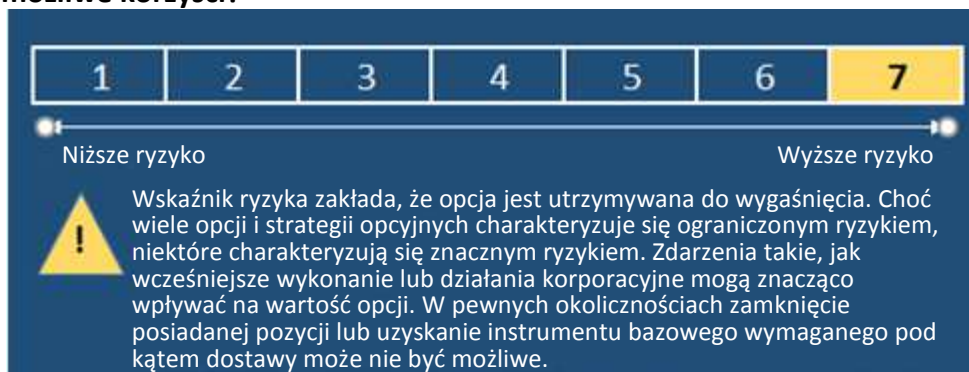 możliwe korzyści?
1 2 3 4 5 6 7
Niższe ryzyko Wyższe ryzyko
Wskaźnik ryzyka zakłada, że opcja jest utrzymywana do wygaśnięcia. Choć
wiele opcji i strategii opcyjnych charakteryzuje się ograniczonym ryzykiem,
niektóre charakteryzują się znacznym ryzykiem. Zdarzenia takie, jak
wcześniejsze wykonanie lub działania korporacyjne mogą znacząco
wpływać na wartość opcji. W pewnych okolicznościach zamknięcie
posiadanej pozycji lub uzyskanie instrumentu bazowego wymaganego pod
kątem dostawy może nie być możliwe.